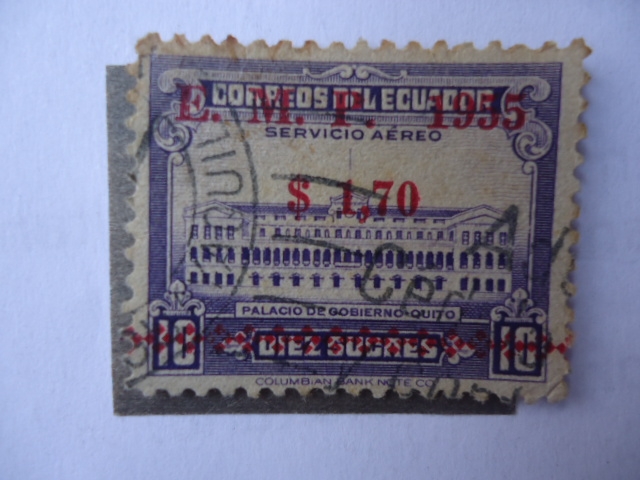 CORREOS DEL ECUADOR
E. M. P. 1955
SERVICIO AÉREO
$ 1,70
PALACIO DE GOBIERNO-QUITO
10 DIEZ SUCRES 10
COLUMBIAN BANK NOTE CO.